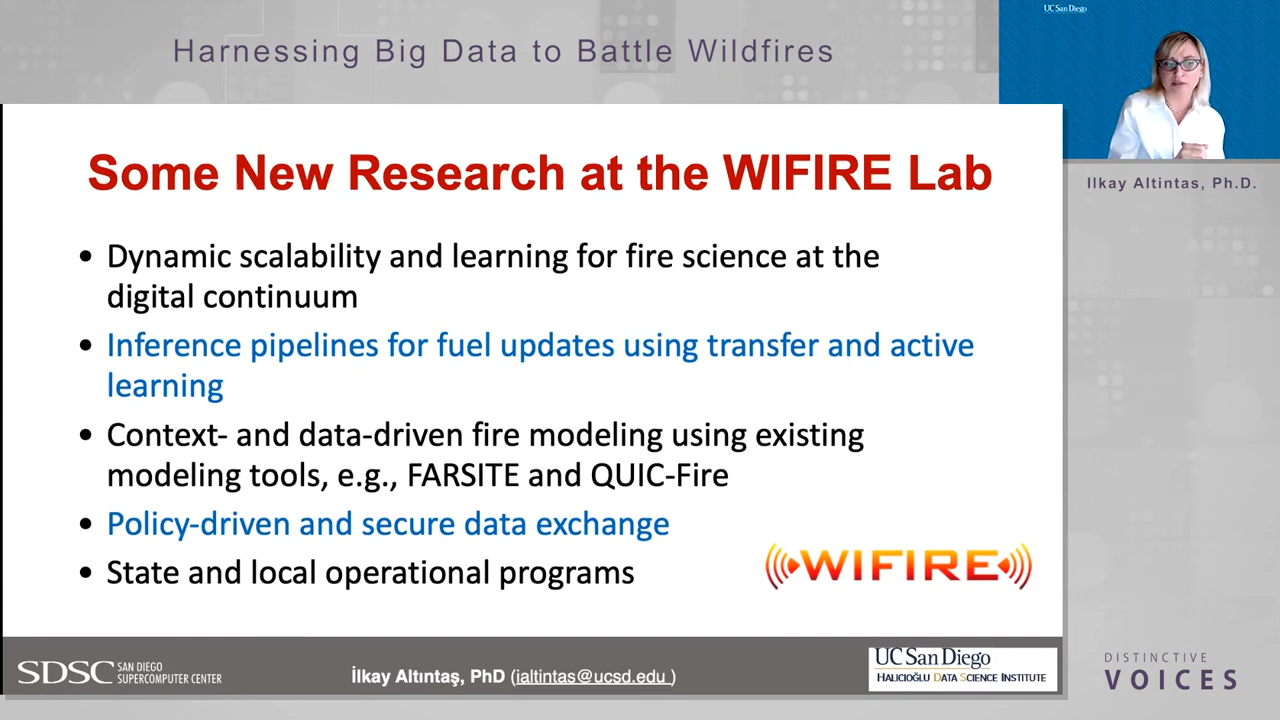 Harnessing Big Data to Battle Wildfires
UC San Diego
Ilkay Altintas, Ph.D.
Some New Research at the WIFIRE Lab
• Dynamic scalability and learning for fire science at the
digital continuum
• Inference pipelines for fuel updates using transfer and active
learning
• Context- and data-driven fire modeling using existing
modeling tools, e.g., FARSITE and QUIC-Fire
• Policy-driven and secure data exchange
• State and local operational programs
WIFIRE
SDSC SAN DIEGO
SUPERCOMPUTER CENTER
İlkay Altıntaş, PhD (ialtintas@ucsd.edu )
UC San Diego
HALICIOĞLU DATA SCIENCE INSTITUTE
DISTINCTIVE
VOICES